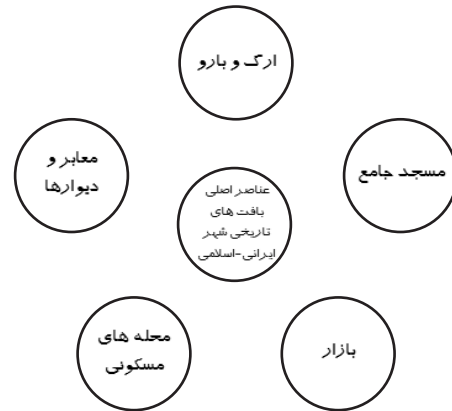 ارگ و بارو
معابر و
دیوارها
مسجد جامع
عناصر اصلی
بافت های
تاریخی شهر
ایرانی-اسلامی
محله های
مسکونی
بازار